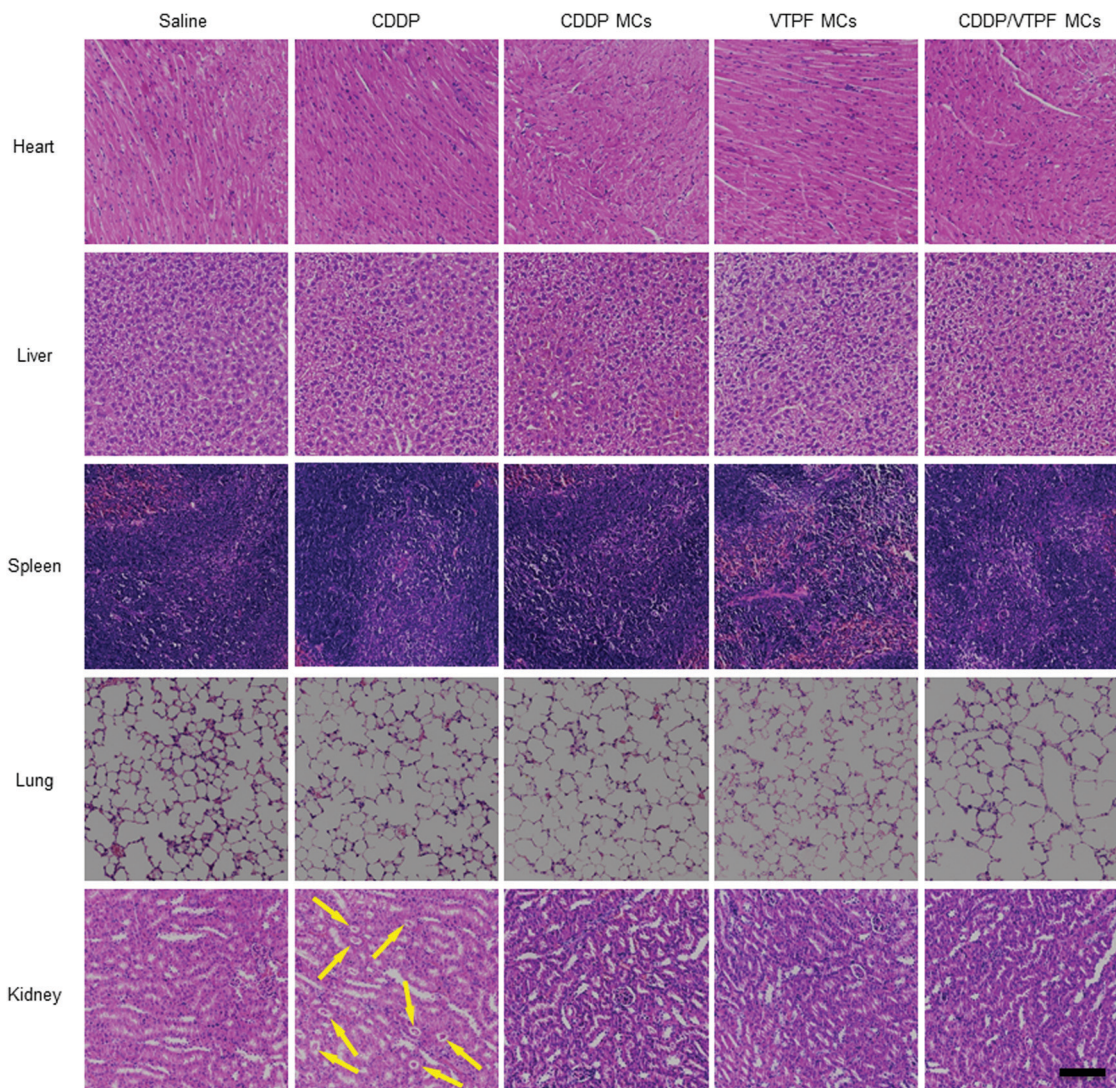 Saline CDDP CDDP MCs VTPF MCs CDDP/VTPF MCs
Heart
Liver
Spleen
Lung
Kidney